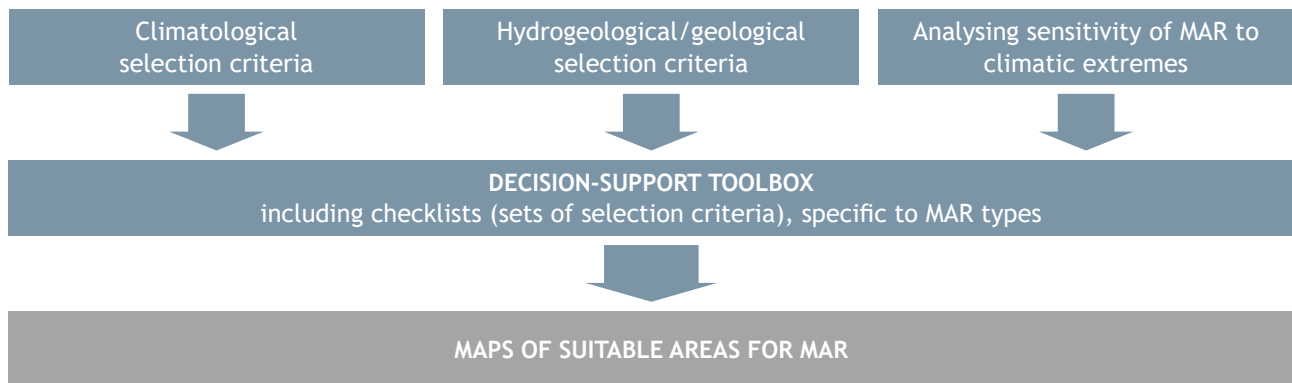 Climatological
selection criteria
Hydrogeological/geological
selection criteria
Analysing sensitivity of MAR to
climatic extremes
DECISION-SUPPORT TOOLBOX
including checklists (sets of selection criteria), specific to MAR types
MAPS OF SUITABLE AREAS FOR MAR